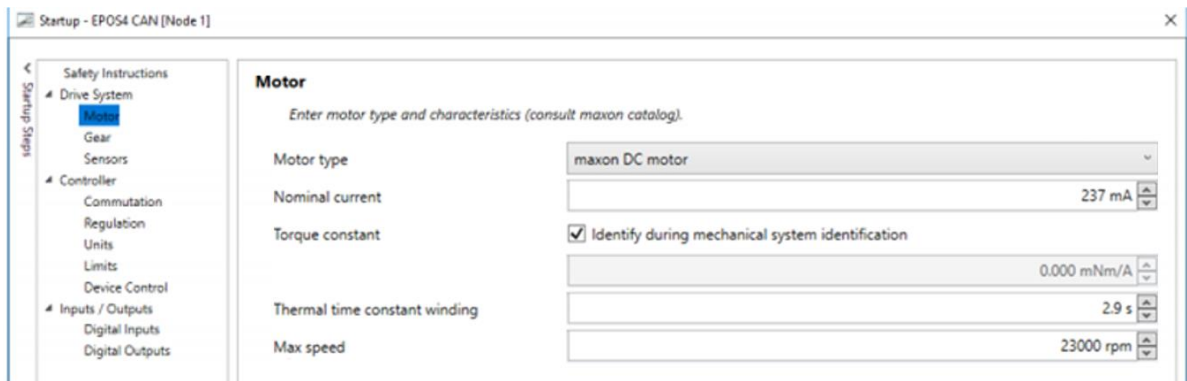 Startup - EPOS4 CAN [Node 1]
Startup Steps
Safety Instructions
Drive System
Motor
Gear
Sensors
Controller
Commutation
Regulation
Units
Limits
Device Control
Inputs / Outputs
Digital Inputs
Digital Outputs
Motor
Enter motor type and characteristics (consult maxon catalog).
Motor type maxon DC motor
Nominal current 237 mA
Torque constant Identify during mechanical system identification
0.000 mNm/A
Thermal time constant winding 2.9 s
Max speed 23000 rpm